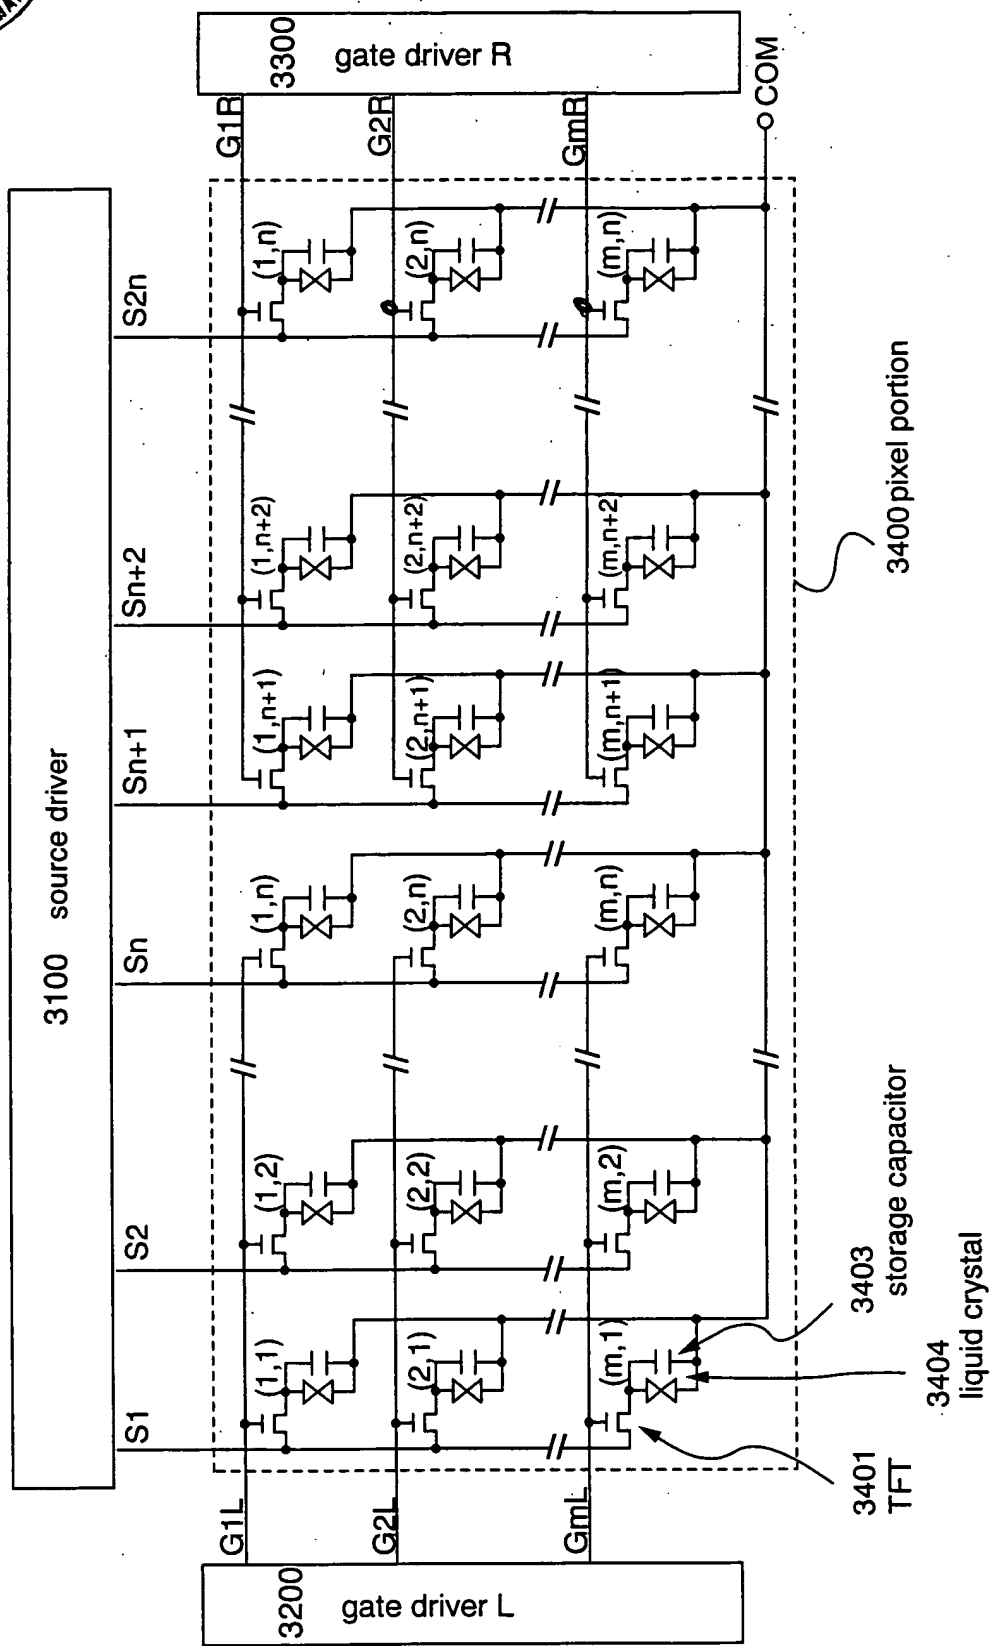 3100 source driver
S1 S2 Sn Sn+1 Sn+2 S2n
G1L (1,1) (1,2) (1,n) (1,n+1) (1,n+2) (1,n) G1R
3200 3300
gate driver L gate driver R
G2L (2,1) (2,2) (2,n) (2,n+1) (2,n+2) (2,n) G2R
GmL (m,1) (m,2) (m,n) (m,n+1) (m,n+2) (m,n) GmR
COM
3401
TFT
3403
storage capacitor
3404
liquid crystal
3400 pixel portion